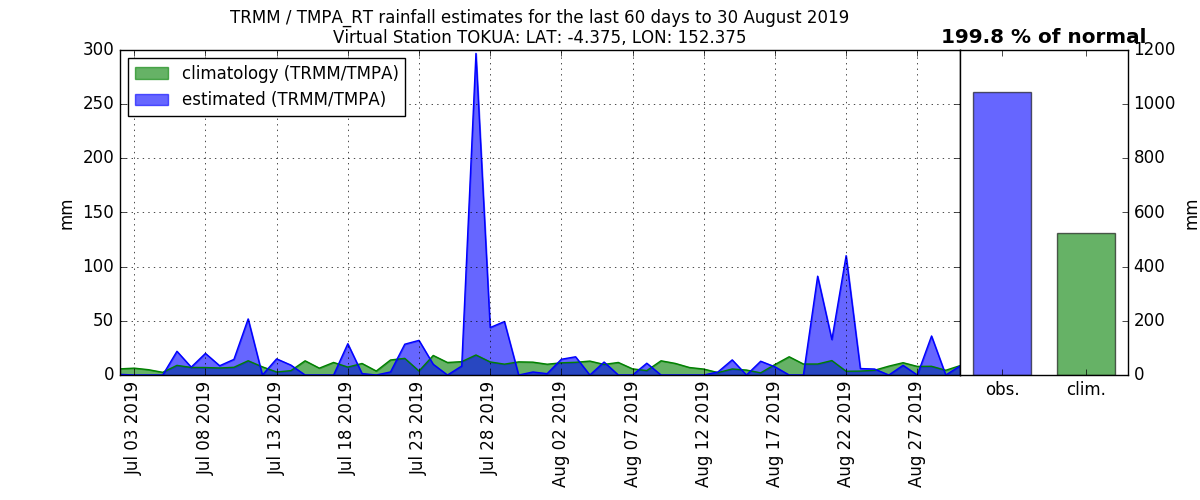 TRMM / TMPA_RT rainfall estimates for the last 60 days to 30 August 2019
Virtual Station TOKUA: LAT: -4.375, LON: 152.375
199.8 % of normal
climatology (TRMM/TMPA)
estimated (TRMM/TMPA)
mm
300
250
200
150
100
50
0
Jul 03 2019
Jul 08 2019
Jul 13 2019
Jul 18 2019
Jul 23 2019
Jul 28 2019
Aug 02 2019
Aug 07 2019
Aug 12 2019
Aug 17 2019
Aug 22 2019
Aug 27 2019
obs.
clim.
1200
1000
800
600
400
200
0
mm